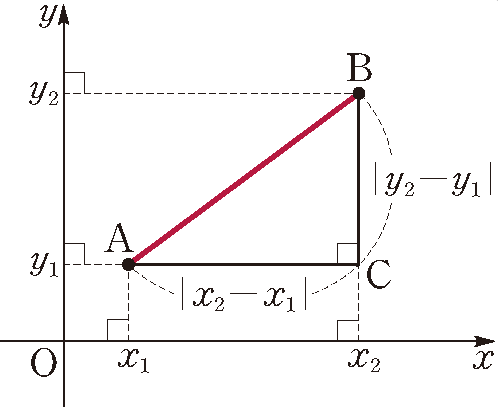 y
B
y₂
|y₂−y₁|
A
y₁
C
|x₂−x₁|
O
x₁
x₂
x